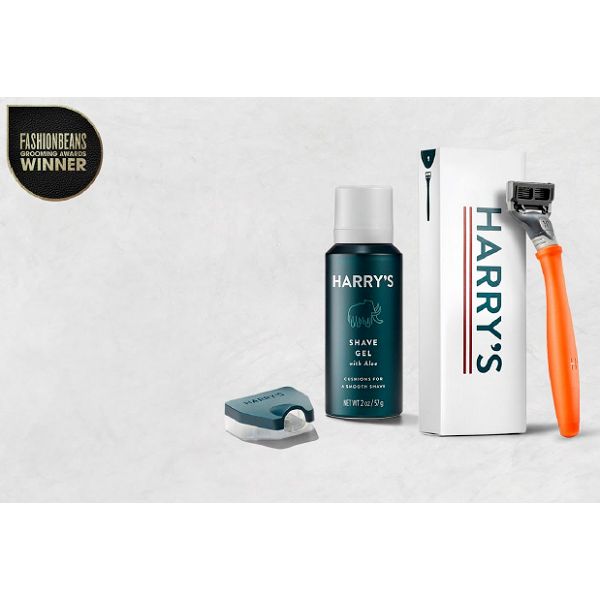 FASHIONBEANS
GROOMING AWARDS
WINNER
HARRY'S
HARRY'S
SHAVE
GEL
with Aloe
CUSHIONS FOR
A SMOOTH SHAVE
NET WT 2 oz / 57 g
HARRY'S